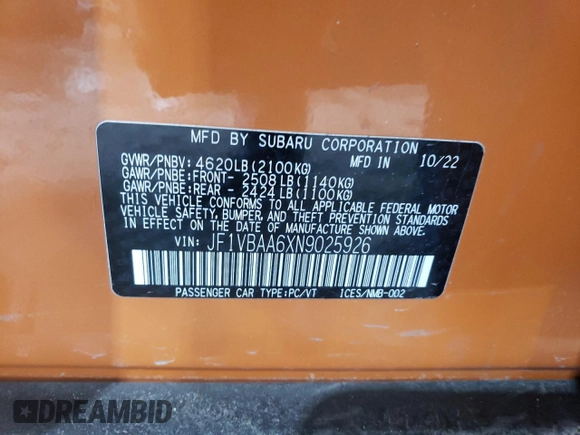 MFD BY SUBARU CORPORATION
GVWR/PNBV: 4620LB(2100KG) MFD IN 10/22
GAWR/PNBE:FRONT- 2508LB(1140KG)
GAWR/PNBE:REAR - 2424LB(1100KG)
THIS VEHICLE CONFORMS TO ALL APPLICABLE FEDERAL MOTOR
VEHICLE SAFETY, BUMPER, AND THEFT PREVENTION STANDARDS
IN EFFECT ON THE DATE OF MANUFACTURE SHOWN ABOVE.
VIN: JF1VBAA6XN9025926
PASSENGER CAR TYPE:PC/VT ICES/NMB-002
DREAMBID